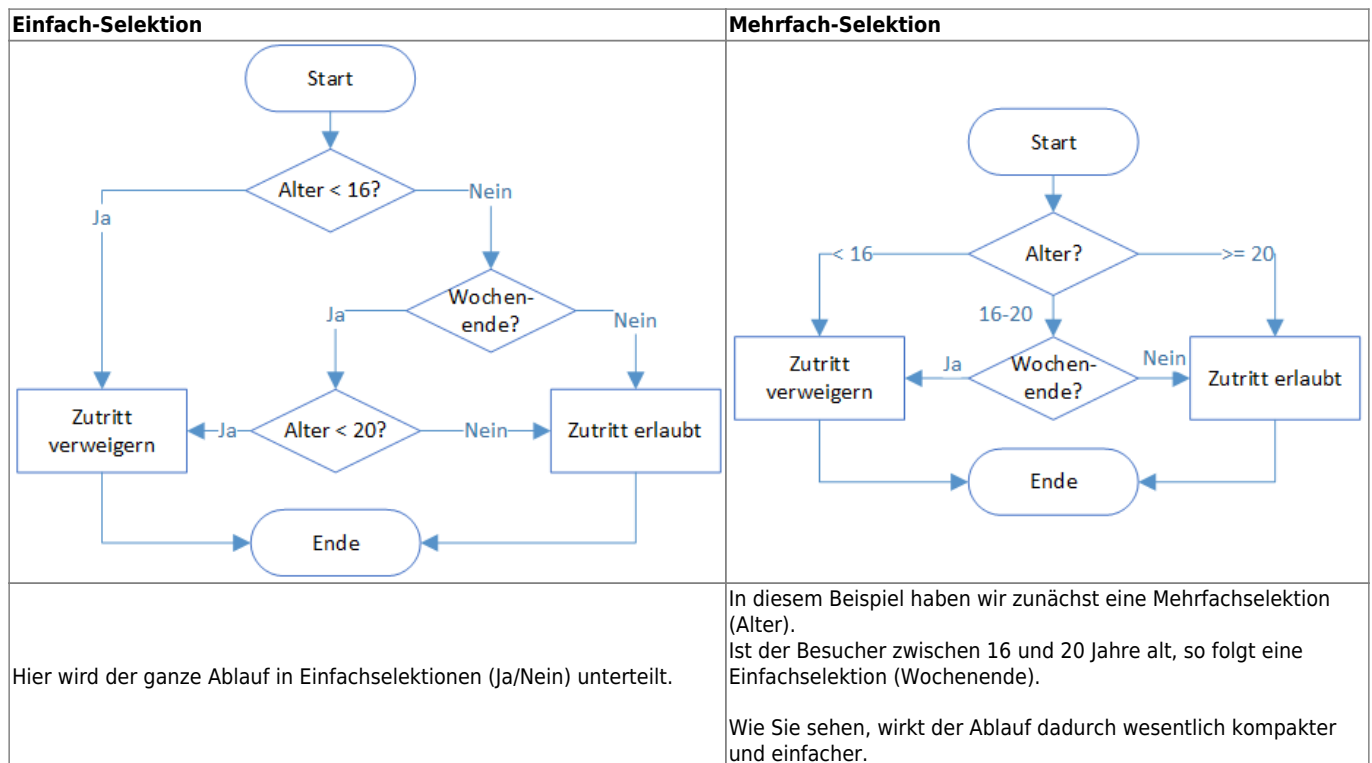 Einfach-Selektion
Start
Alter < 16?
Ja
Nein
Wochen-
ende?
Ja
Nein
Zutritt
verweigern
Ja
Alter < 20?
Nein
Zutritt erlaubt
Ende
Hier wird der ganze Ablauf in Einfachselektionen (Ja/Nein) unterteilt.
Mehrfach-Selektion
Start
Alter?
< 16
>= 20
16-20
Zutritt
verweigern
Ja
Wochen-
ende?
Nein
Zutritt erlaubt
Ende
In diesem Beispiel haben wir zunächst eine Mehrfachselektion
(Alter).
Ist der Besucher zwischen 16 und 20 Jahre alt, so folgt eine
Einfachselektion (Wochenende).
Wie Sie sehen, wirkt der Ablauf dadurch wesentlich kompakter
und einfacher.